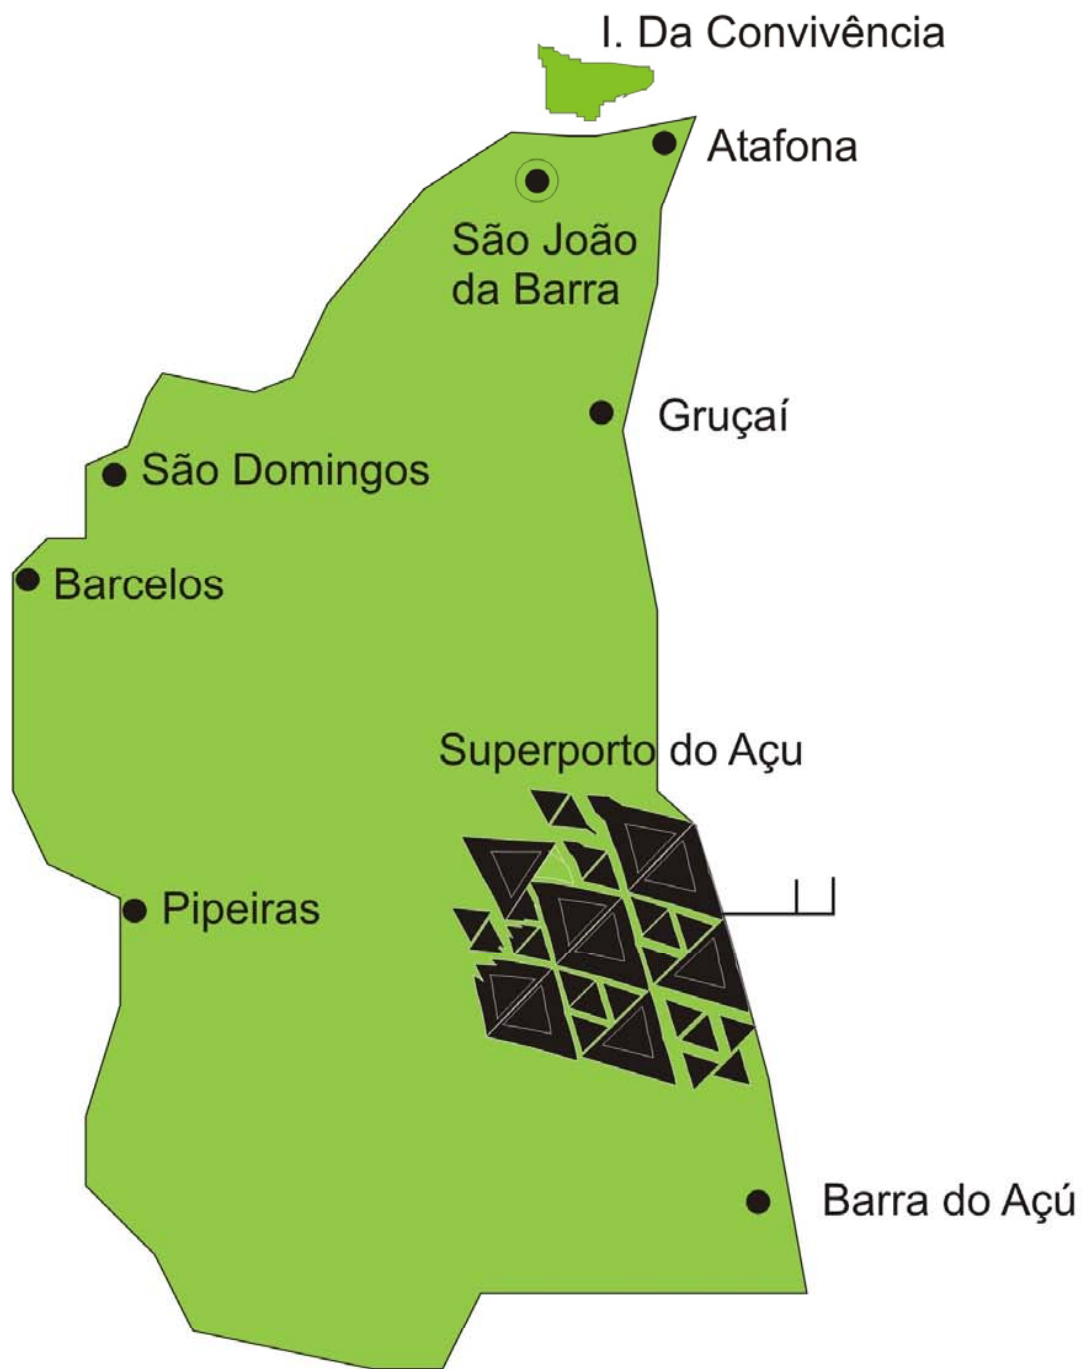 I. Da Convivência
Atafona
São João
da Barra
Gruçaí
São Domingos
Barcelos
Superporto do Açu
Pipeiras
Barra do Açú